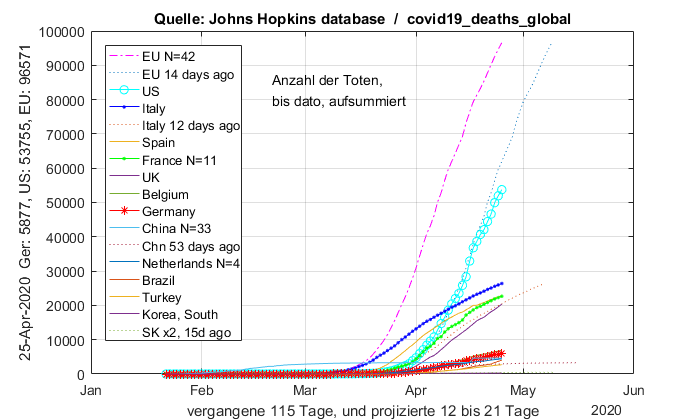 Quelle: Johns Hopkins database / covid19_deaths_global
100000
90000
80000
70000
60000
50000
40000
30000
20000
10000
0
25-Apr-2020 Ger: 5877, US: 53755, EU: 96571
EU N=42
EU 14 days ago
US
Italy
Italy 12 days ago
Spain
France N=11
UK
Belgium
Germany
China N=33
Chn 53 days ago
Netherlands N=4
Brazil
Turkey
Korea, South
SK x2, 15d ago
Anzahl der Toten,
bis dato, aufsummiert
Jan Feb Mar Apr May Jun
vergangene 115 Tage, und projizierte 12 bis 21 Tage 2020